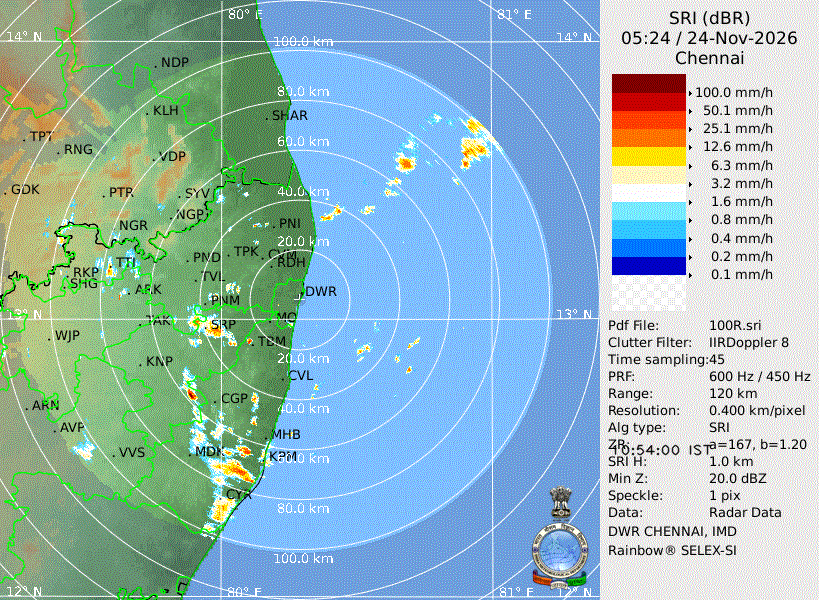 80° E
81° E
14° N
14° N
100.0 km
NDP
80.0 km
KLH
SHAR
TPT
60.0 km
RNG
VDP
GDK
PTR
SYV
40.0 km
NGP
NGR
PNI
20.0 km
TPK
PND
TTI
RDH
RKP
TVL
SHG
ARK
DWR
PNM
13° N
13° N
TAK
SRP
WJP
TBM
20.0 km
KNP
CVL
CGP
ARN
40.0 km
AVP
MHB
VVS
KPM
CYR
80.0 km
100.0 km
12° N
80° E
81° E
12° N
SRI (dBR)
05:24 / 24-Nov-2026
Chennai
100.0 mm/h
50.1 mm/h
25.1 mm/h
12.6 mm/h
6.3 mm/h
3.2 mm/h
1.6 mm/h
0.8 mm/h
0.4 mm/h
0.2 mm/h
0.1 mm/h
Pdf File: 100R.sri
Clutter Filter: IIRDoppler 8
Time sampling:45
PRF: 600 Hz / 450 Hz
Range: 120 km
Resolution: 0.400 km/pixel
Alg type: SRI
ZR: a=167, b=1.20
10:54:00 IST
SRI H: 1.0 km
Min Z: 20.0 dBZ
Speckle: 1 pix
Data: Radar Data
DWR CHENNAI, IMD
Rainbow® SELEX-SI